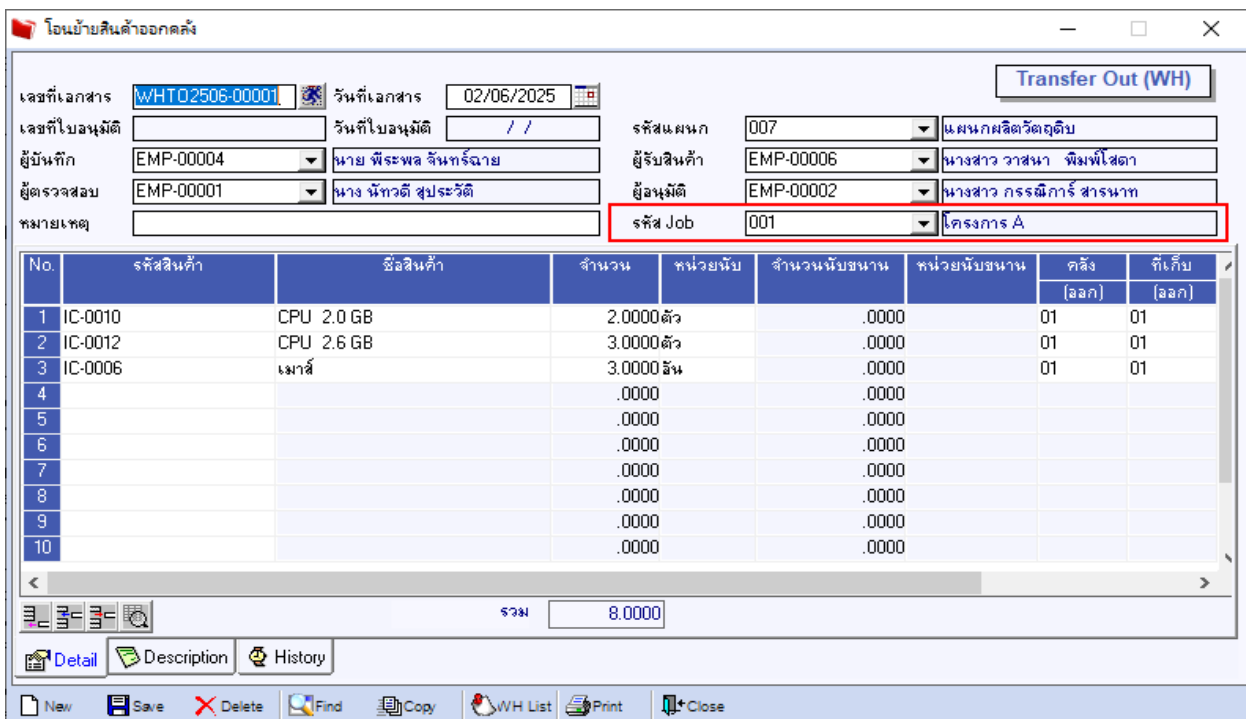 โอนย้ายสินค้าออกคลัง
Transfer Out (WH)
เลขที่เอกสาร WHTO2506-00001 วันที่เอกสาร 02/06/2025
เลขที่ใบอนุมัติ วันที่ใบอนุมัติ / / รหัสแผนก 007 แผนกผลิตวัตถุดิบ
ผู้บันทึก EMP-00004 นาย พีระพล จันทร์ฉาย ผู้รับสินค้า EMP-00006 นางสาว วาสนา พิมพ์โสดา
ผู้ตรวจสอบ EMP-00001 นาง นัทวดี สุประวัติ ผู้อนุมัติ EMP-00002 นางสาว กรรณิการ์ สารนาท
หมายเหตุ รหัส Job 001 โครงการ A
No. รหัสสินค้า ชื่อสินค้า จำนวน หน่วยนับ จำนวนนับขนาน หน่วยนับขนาน คลัง ที่เก็บ
(ออก) (ออก)
1 IC-0010 CPU 2.0 GB 2.0000 ตัว .0000 01 01
2 IC-0012 CPU 2.6 GB 3.0000 ตัว .0000 01 01
3 IC-0006 เมาส์ 3.0000 อัน .0000 01 01
4 .0000 .0000
5 .0000 .0000
6 .0000 .0000
7 .0000 .0000
8 .0000 .0000
9 .0000 .0000
10 .0000 .0000
รวม 8.0000
Detail Description History
New Save Delete Find Copy WH List Print Close